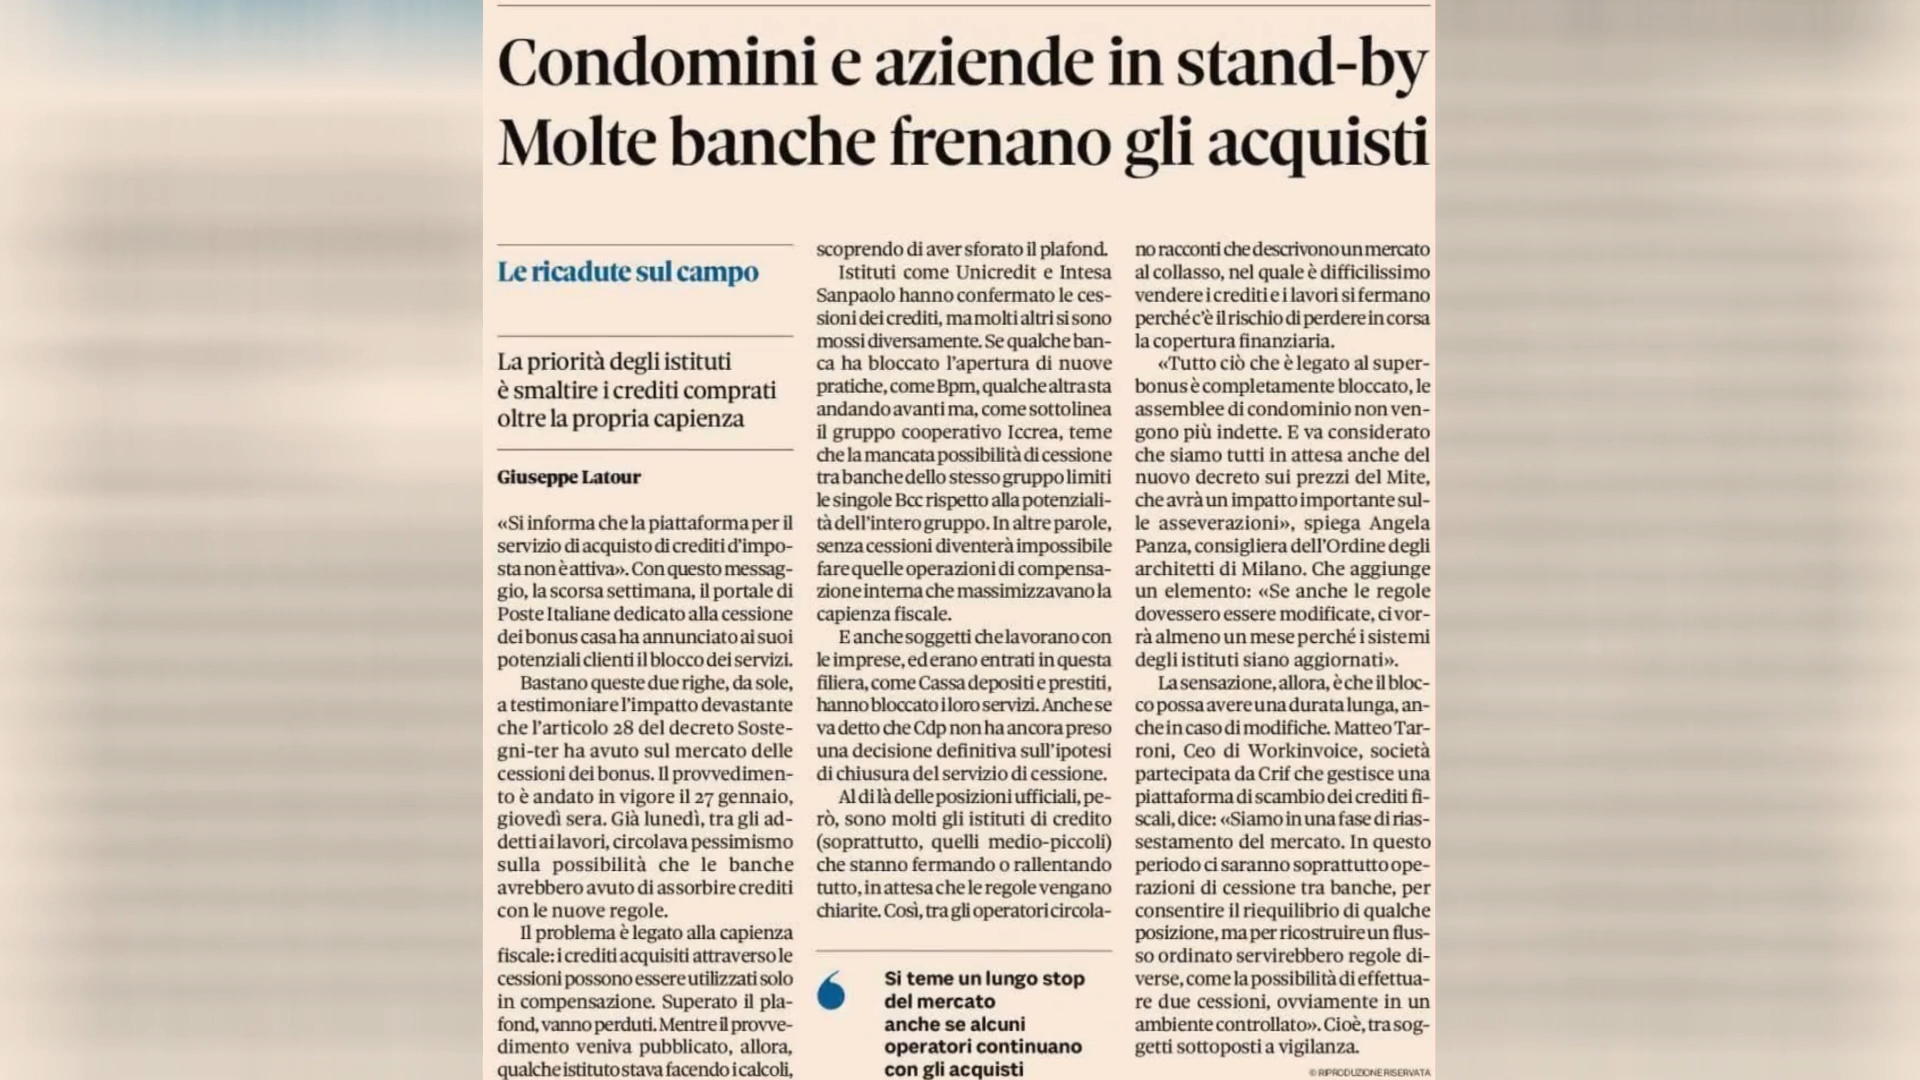 Condomini e aziende in stand-by
Molte banche frenano gli acquisti
Le ricadute sul campo
La priorità degli istituti
è smaltire i crediti comprati
oltre la propria capienza
Giuseppe Latour
«Si informa che la piattaforma per il
servizio di acquisto di crediti d'impo-
sta non è attiva». Con questo messag-
gio, la scorsa settimana, il portale di
Poste Italiane dedicato alla cessione
dei bonus casa ha annunciato ai suoi
potenziali clienti il blocco dei servizi.
Bastano queste due righe, da sole,
a testimoniare l'impatto devastante
che l'articolo 28 del decreto Soste-
gni-ter ha avuto sul mercato delle
cessioni dei bonus. Il provvedimen-
to è andato in vigore il 27 gennaio,
giovedì sera. Già lunedì, tra gli ad-
detti ai lavori, circolava pessimismo
sulla possibilità che le banche
avrebbero avuto di assorbire crediti
con le nuove regole.
Il problema è legato alla capienza
fiscale: i crediti acquisiti attraverso le
cessioni possono essere utilizzati solo
in compensazione. Superato il pla-
fond, vanno perduti. Mentre il provve-
dimento veniva pubblicato, allora,
qualche istituto stava facendo i calcoli,
scoprendo di aver sforato il plafond.
Istituti come Unicredit e Intesa
Sanpaolo hanno confermato le ces-
sioni dei crediti, ma molti altri si sono
mossi diversamente. Se qualche ban-
ca ha bloccato l'apertura di nuove
pratiche, come Bpm, qualche altra sta
andando avanti ma, come sottolinea
il gruppo cooperativo Iccrea, teme
che la mancata possibilità di cessione
tra banche dello stesso gruppo limiti
le singole Bcc rispetto alla potenziali-
tà dell'intero gruppo. In altre parole,
senza cessioni diventerà impossibile
fare quelle operazioni di compensa-
zione interna che massimizzavano la
capienza fiscale.
E anche soggetti che lavorano con
le imprese, ed erano entrati in questa
filiera, come Cassa depositi e prestiti,
hanno bloccato i loro servizi. Anche se
va detto che Cdp non ha ancora preso
una decisione definitiva sull'ipotesi
di chiusura del servizio di cessione.
Al di là delle posizioni ufficiali, pe-
rò, sono molti gli istituti di credito
(soprattutto, quelli medio-piccoli)
che stanno fermando o rallentando
tutto, in attesa che le regole vengano
chiarite. Così, tra gli operatori circola-
Si teme un lungo stop
del mercato
anche se alcuni
operatori continuano
con gli acquisti
no racconti che descrivono un mercato
al collasso, nel quale è difficilissimo
vendere i crediti e i lavori si fermano
perché c'è il rischio di perdere in corsa
la copertura finanziaria.
«Tutto ciò che è legato al super-
bonus è completamente bloccato, le
assemblee di condominio non ven-
gono più indette. E va considerato
che siamo tutti in attesa anche del
nuovo decreto sui prezzi del Mite,
che avrà un impatto importante sul-
le asseverazioni», spiega Angela
Panza, consigliera dell'Ordine degli
architetti di Milano. Che aggiunge
un elemento: «Se anche le regole
dovessero essere modificate, ci vor-
rà almeno un mese perché i sistemi
degli istituti siano aggiornati».
La sensazione, allora, è che il bloc-
co possa avere una durata lunga, an-
che in caso di modifiche. Matteo Tar-
roni, Ceo di Workinvoice, società
partecipata da Crif che gestisce una
piattaforma di scambio dei crediti fi-
scali, dice: «Siamo in una fase di rias-
sestamento del mercato. In questo
periodo ci saranno soprattutto ope-
razioni di cessione tra banche, per
consentire il riequilibrio di qualche
posizione, ma per ricostruire un flus-
so ordinato servirebbero regole di-
verse, come la possibilità di effettua-
re due cessioni, ovviamente in un
ambiente controllato». Cioè, tra sog-
getti sottoposti a vigilanza.
© RIPRODUZIONE RISERVATA